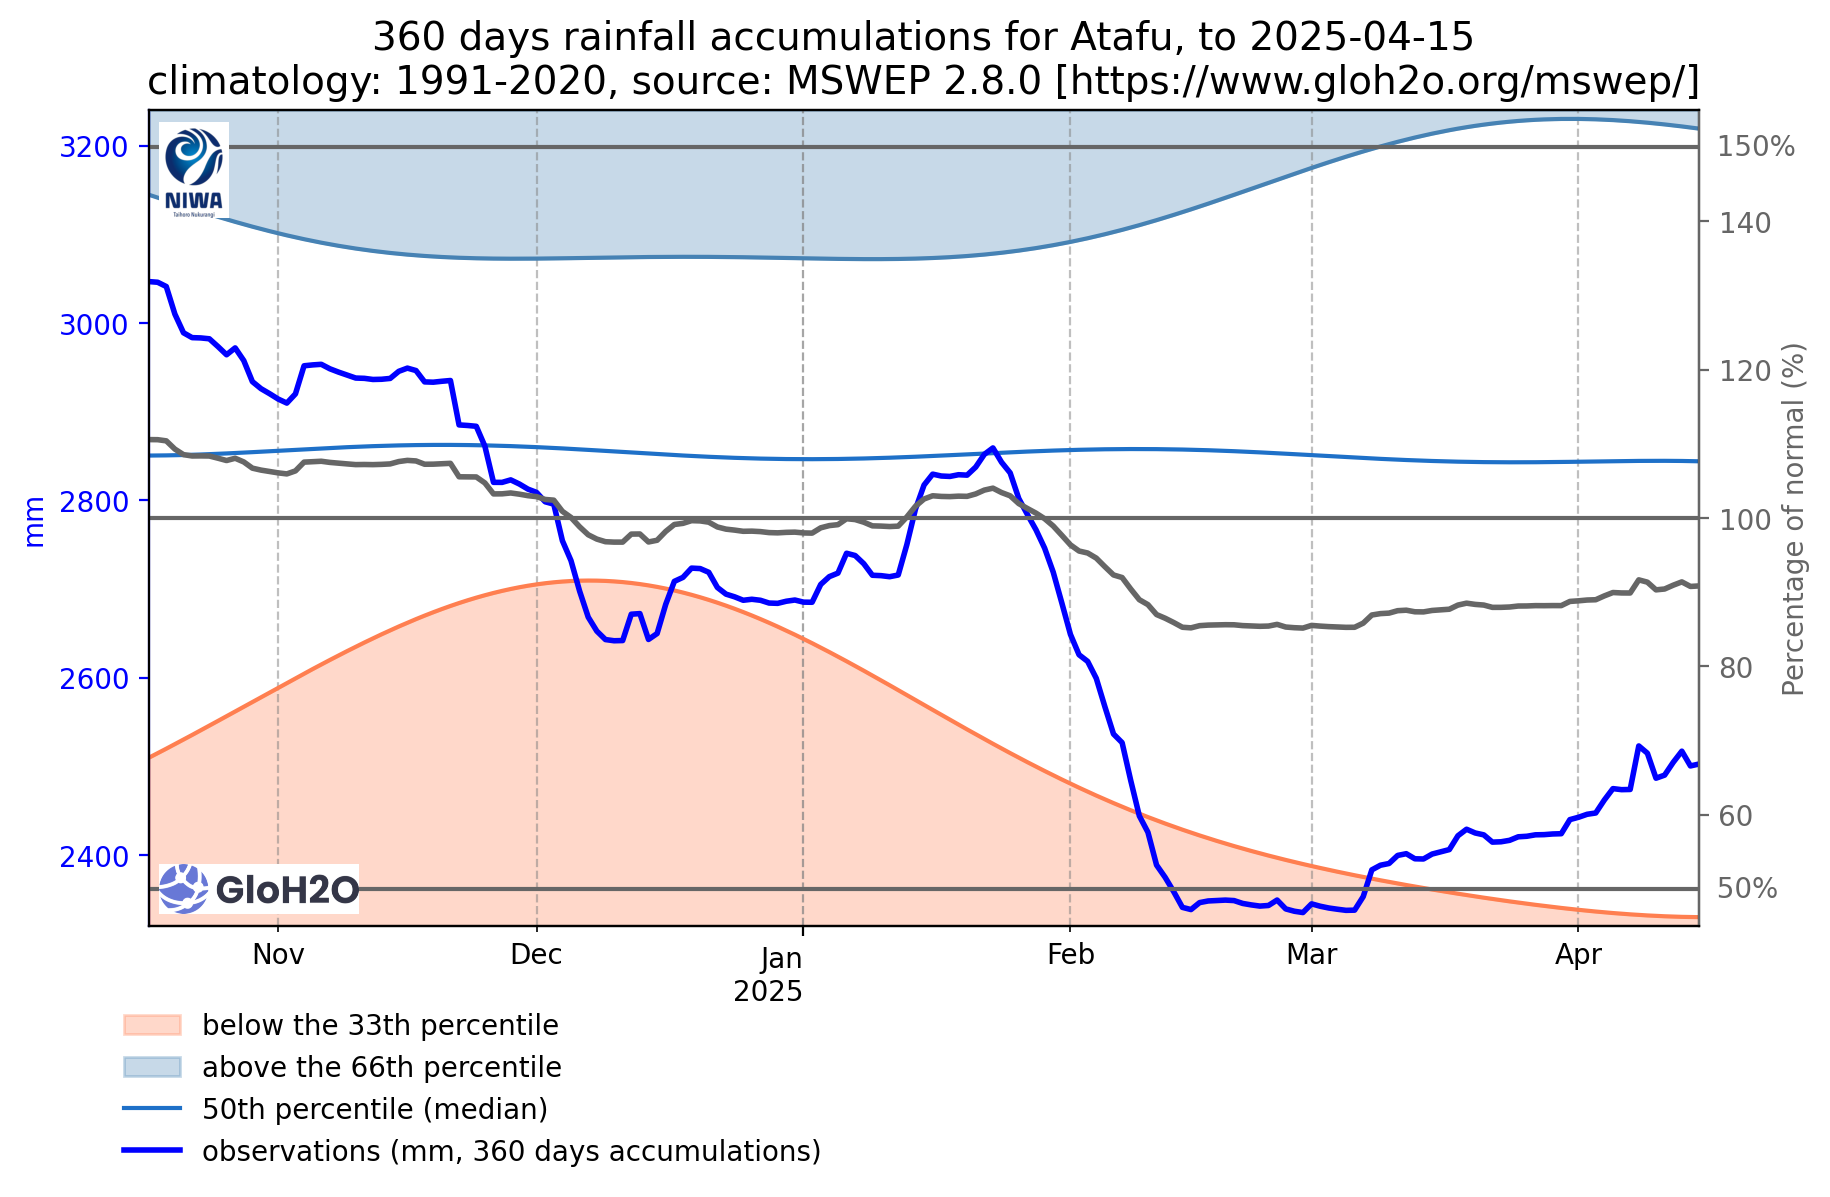 360 days rainfall accumulations for Atafu, to 2025-04-15
climatology: 1991-2020, source: MSWEP 2.8.0 [https://www.gloh2o.org/mswep/]
3200
3000
2800
2600
2400
mm
150%
140
120
100
80
60
50%
Percentage of normal (%)
NIWA
Taihoro Nukurangi
GloH2O
Nov
Dec
Jan
2025
Feb
Mar
Apr
below the 33th percentile
above the 66th percentile
50th percentile (median)
observations (mm, 360 days accumulations)